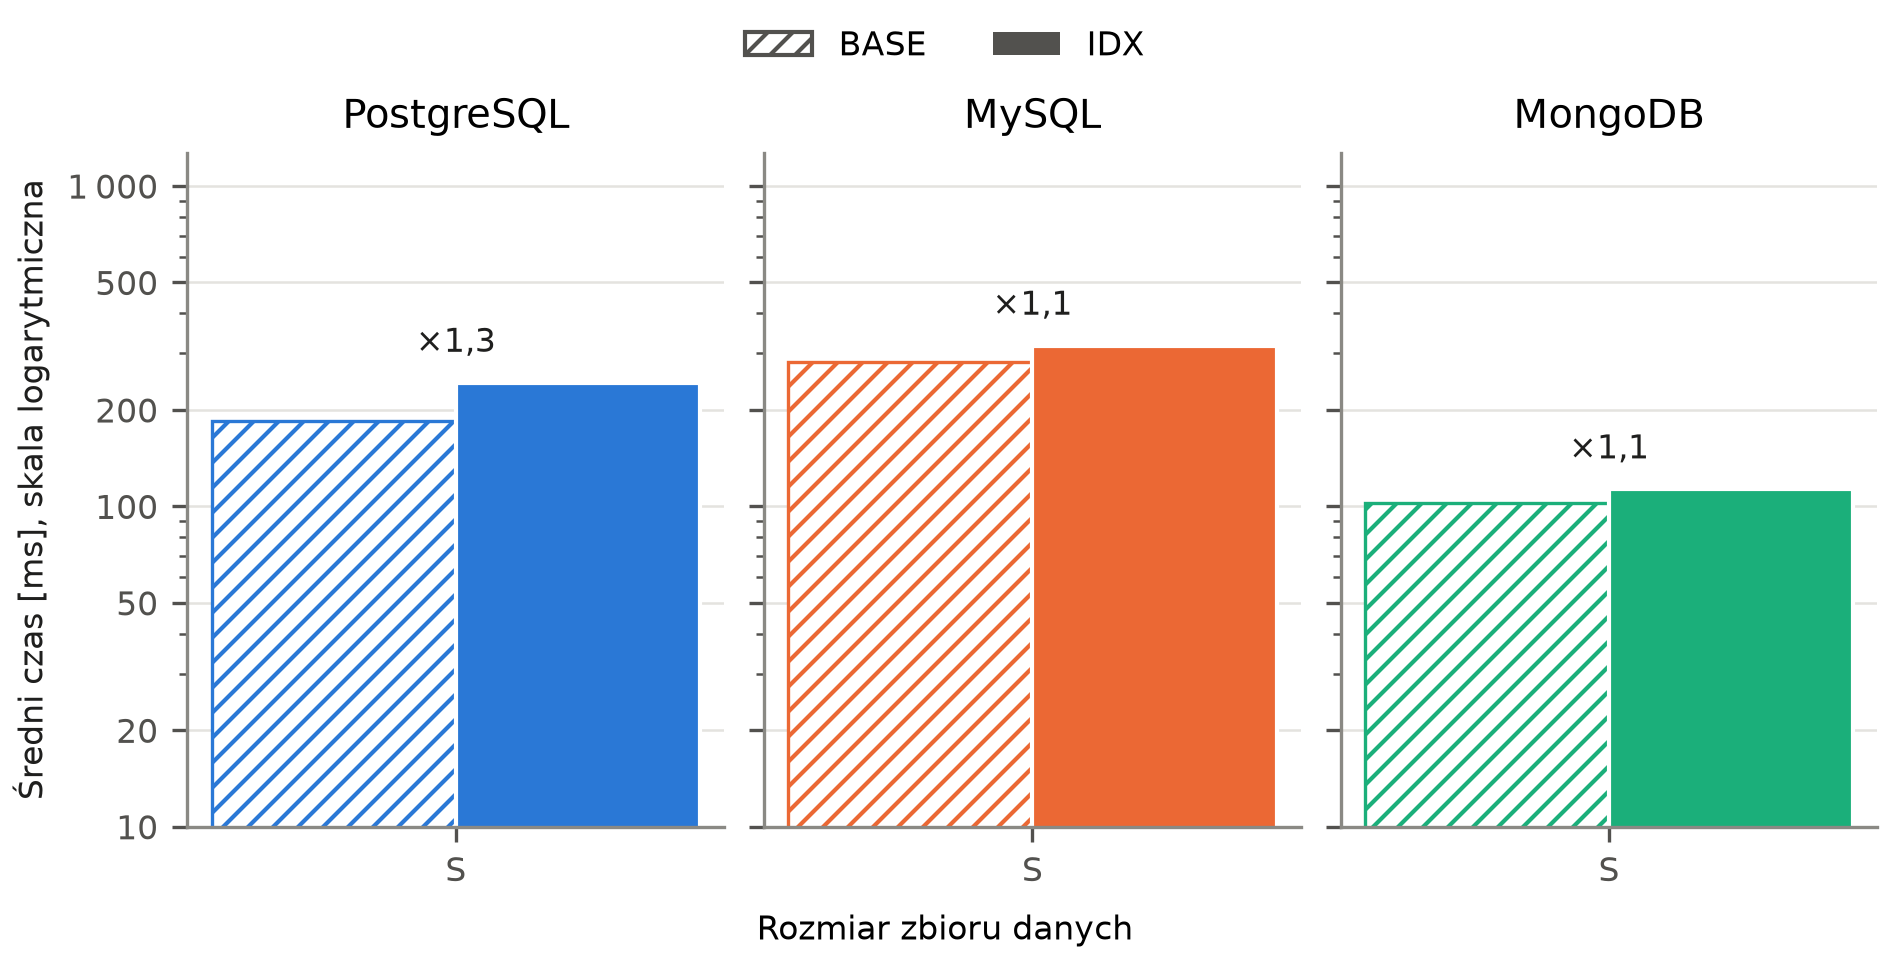 BASE IDX
PostgreSQL MySQL MongoDB
Średni czas [ms], skala logarytmiczna
1 000
500
200
100
50
20
10
×1,3
×1,1
×1,1
S S S
Rozmiar zbioru danych